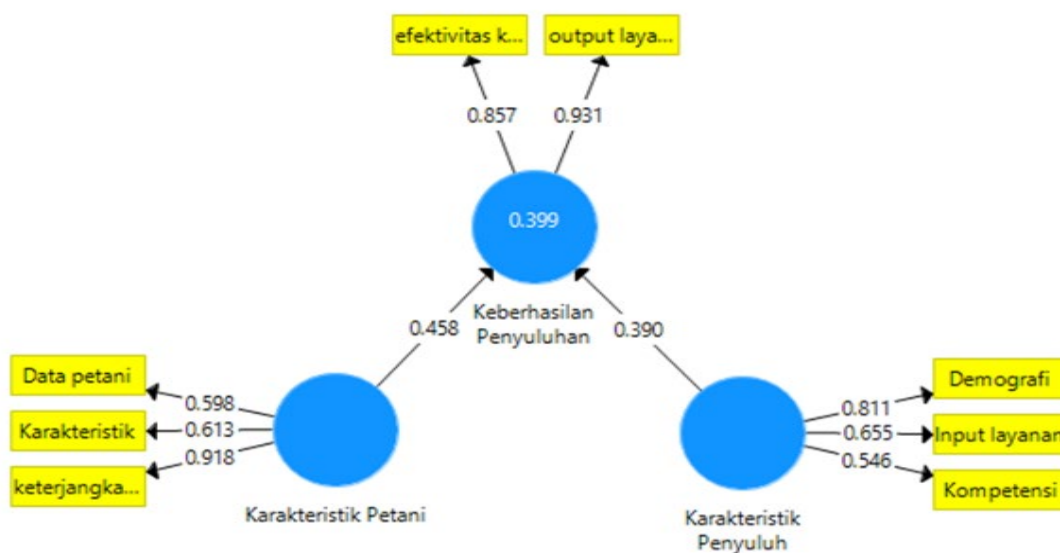 efektivitas k...
output laya...
0.857
0.931
0.399
Keberhasilan
Penyuluhan
0.458
0.390
Data petani
Karakteristik
keterjangka...
0.598
0.613
0.918
Karakteristik Petani
Demografi
Input layanan
Kompetensi
0.811
0.655
0.546
Karakteristik
Penyuluh